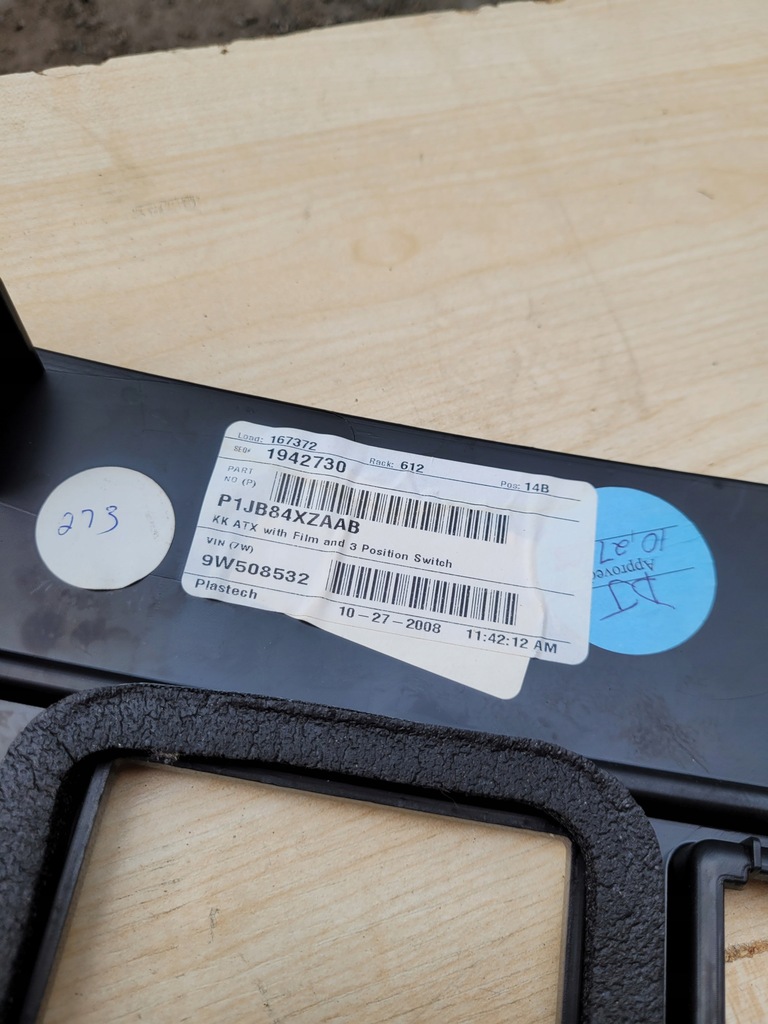 Load: 167372 Rack: 612 Pos: 14B
SEQ# 1942730
PART NO (P)
P1JB84XZAAB
KK ATX with Film and 3 Position Switch
VIN (7W)
9W508532
Plastech 10-27-2008 11:42:12 AM
273
10,27
Approve